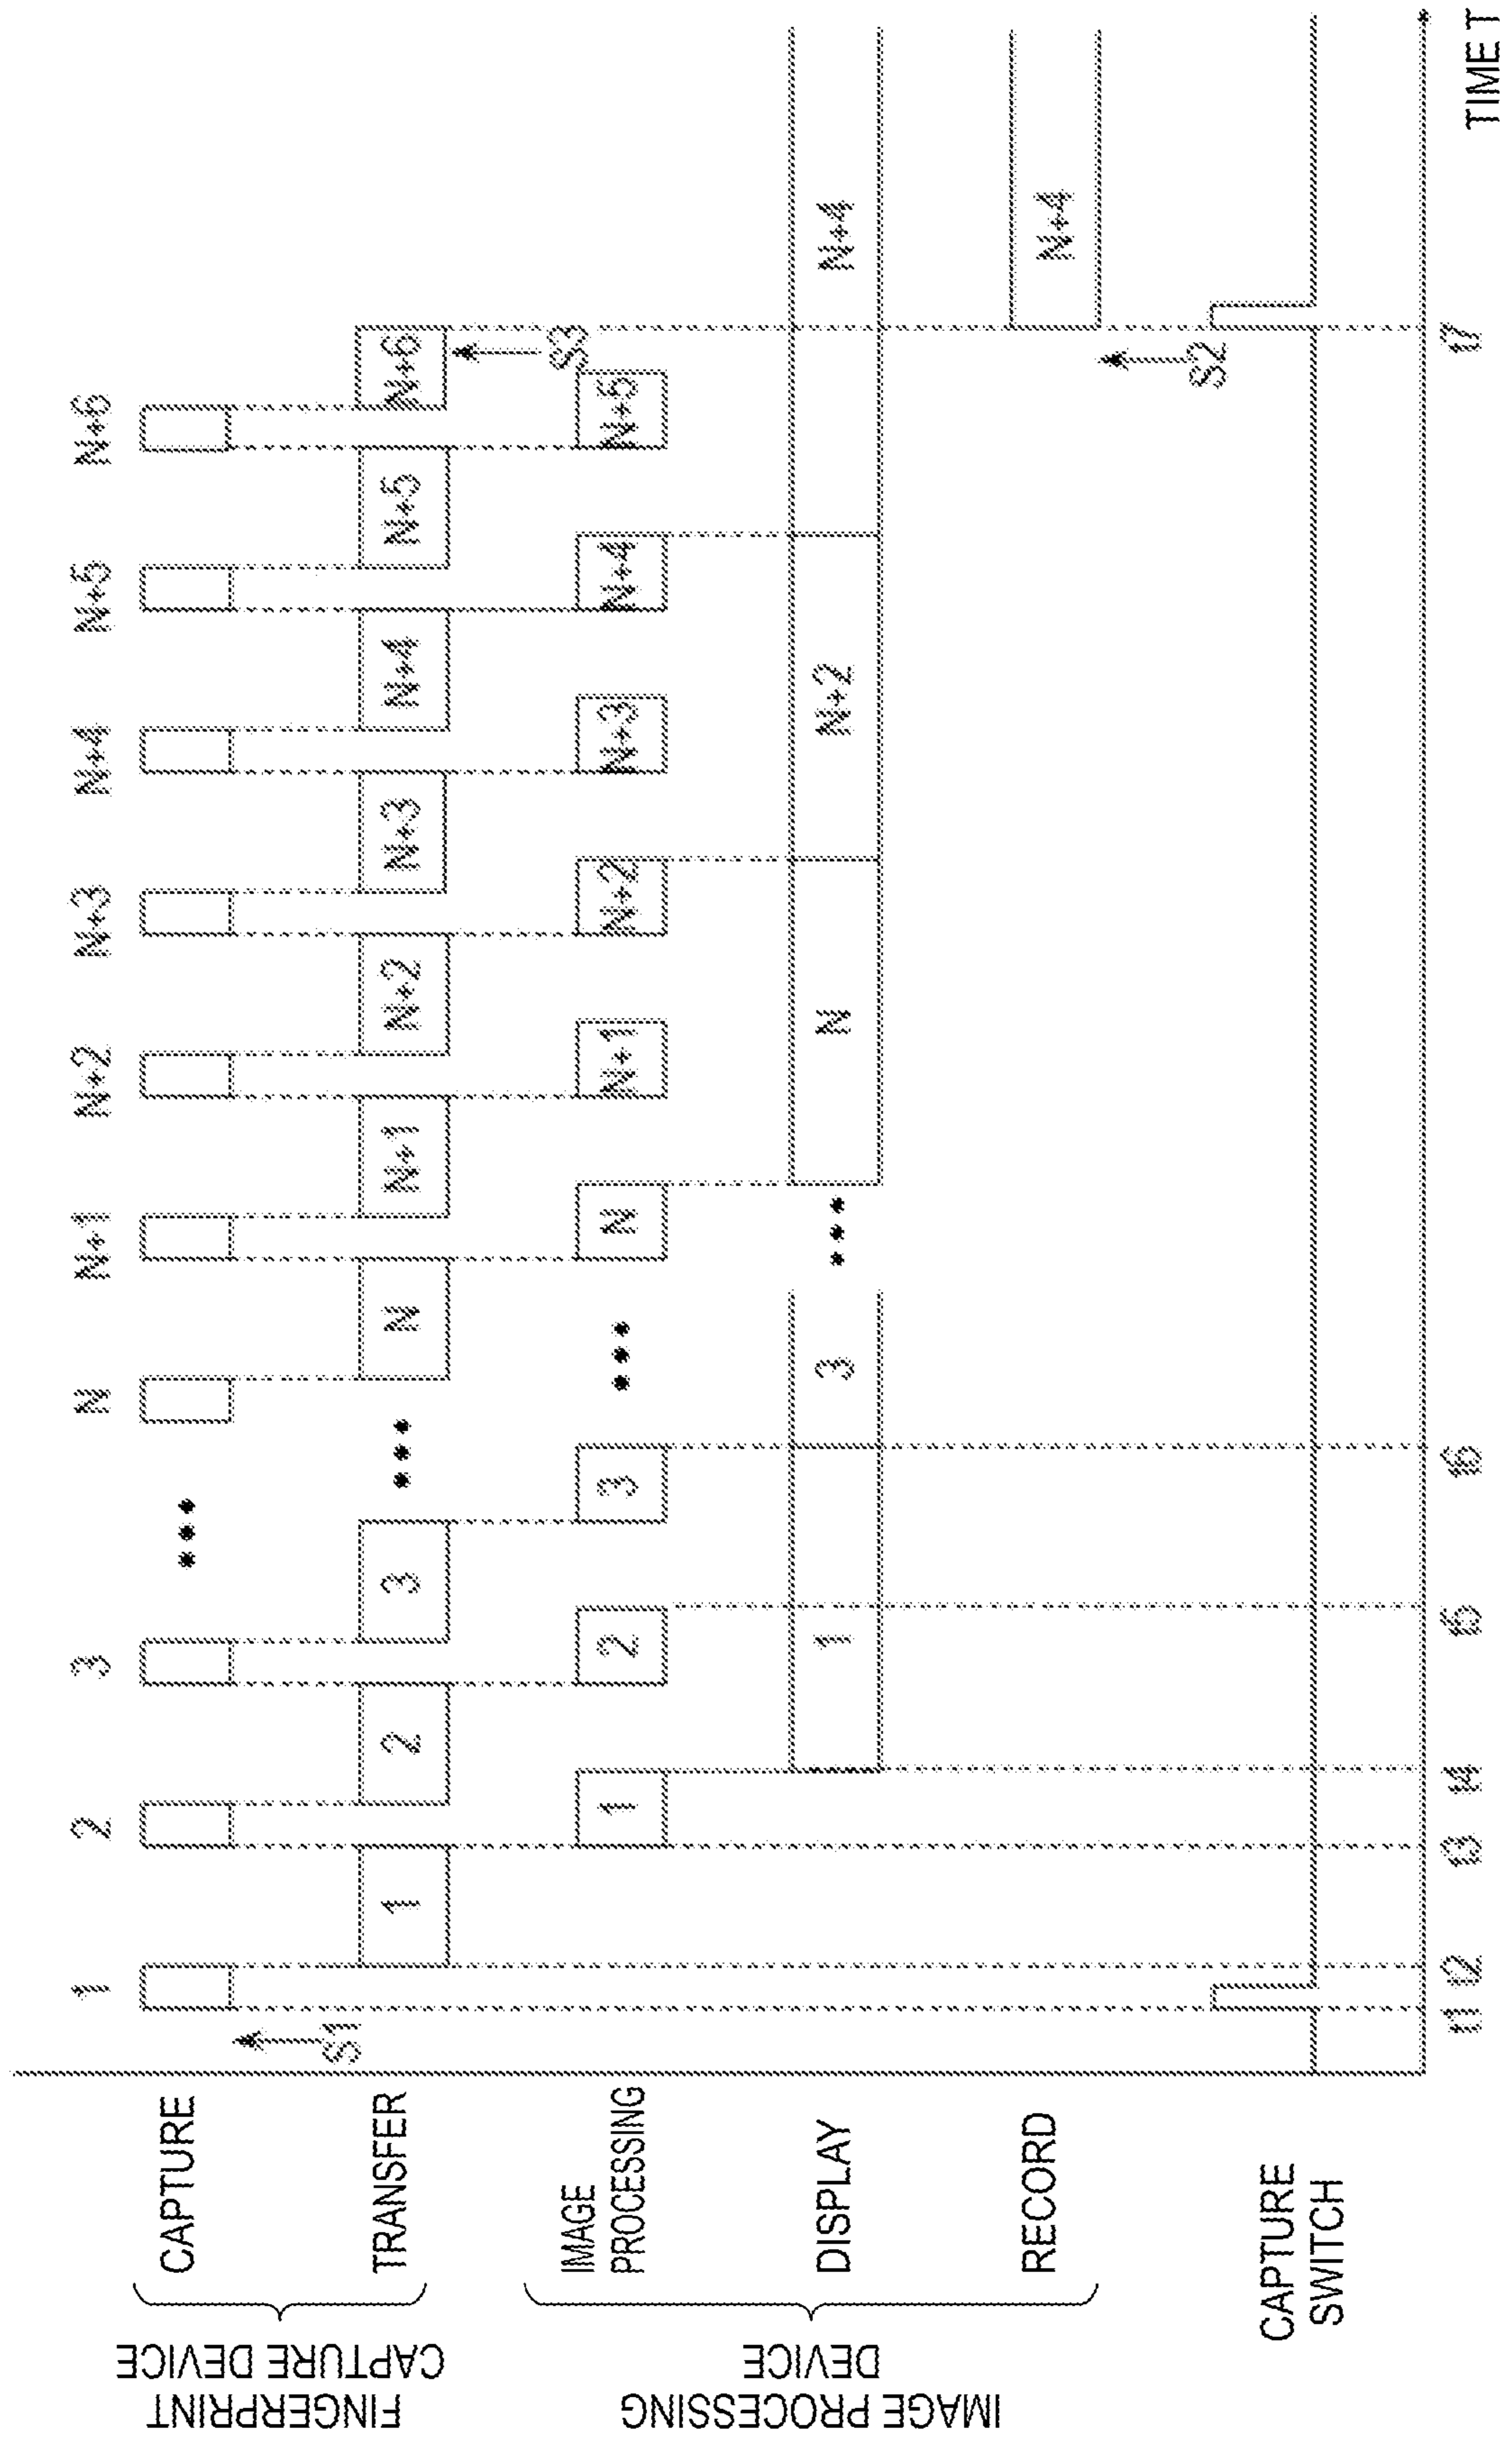 1 2 3 ••• N N+1 N+2 N+3 N+4 N+5 N+6
FINGERPRINT
CAPTURE DEVICE
CAPTURE
S1
TRANSFER
1 2 3 ••• N N+1 N+2 N+3 N+4 N+5 N+6
S3
IMAGE PROCESSING
DEVICE
IMAGE
PROCESSING
1 2 3 ••• N N+1 N+2 N+3 N+4 N+5
DISPLAY
1 3 ••• N N+2 N+4
RECORD
N+4
S2
CAPTURE
SWITCH
t1 t2 t3 t4 t5 t6 t7
TIME T